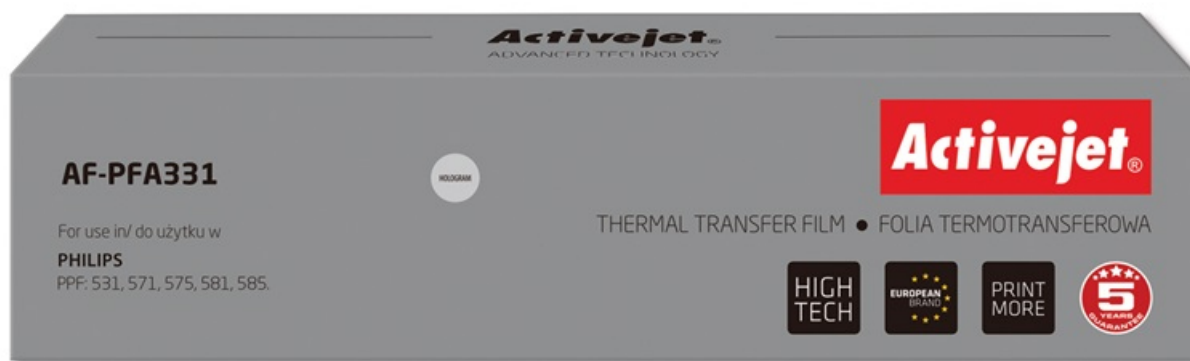 Activejet®
ADVANCED TECHNOLOGY
Activejet®
AF-PFA331
HOLOGRAM
THERMAL TRANSFER FILM ● FOLIA TERMOTRANSFEROWA
For use in/ do użytku w
PHILIPS
PPF: 531, 571, 575, 581, 585.
HIGH
TECH
EUROPEAN
BRAND
PRINT
MORE
5
YEARS
GUARANTEE